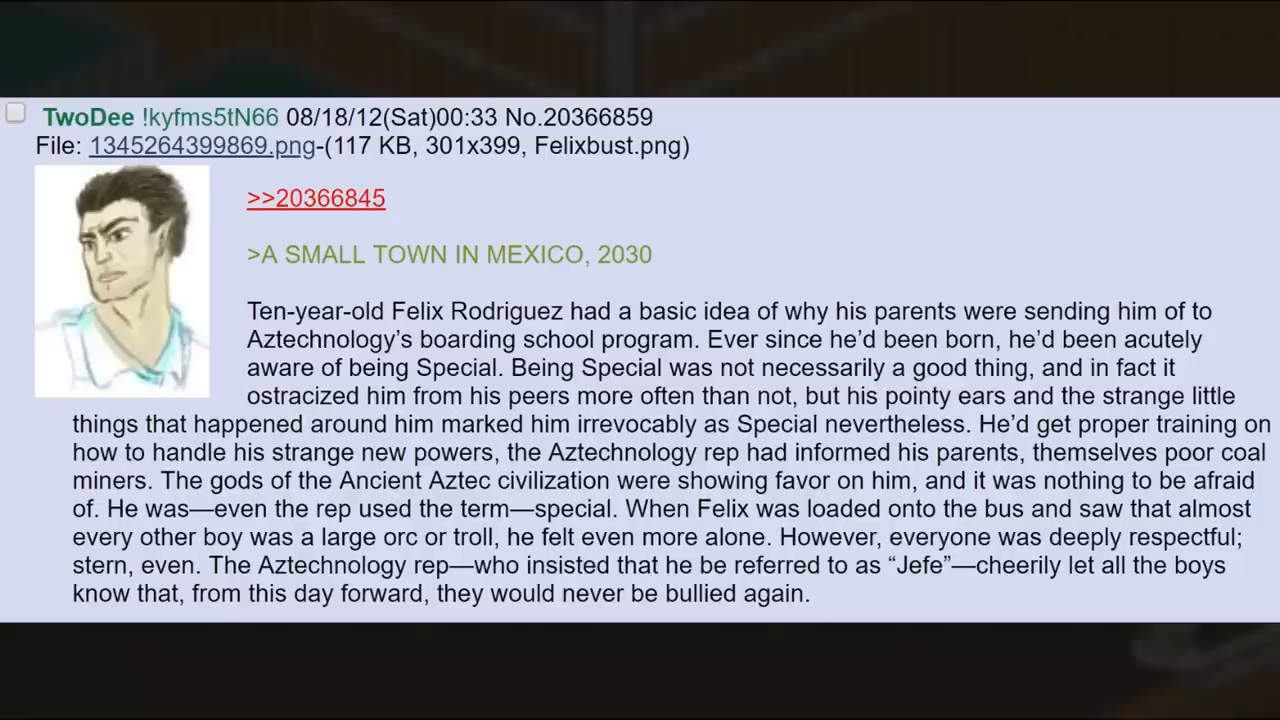 TwoDee !kyfms5tN66 08/18/12(Sat)00:33 No.20366859
File: 1345264399869.png-(117 KB, 301x399, Felixbust.png)
>>20366845
>A SMALL TOWN IN MEXICO, 2030
Ten-year-old Felix Rodriguez had a basic idea of why his parents were sending him of to
Aztechnology’s boarding school program. Ever since he’d been born, he’d been acutely
aware of being Special. Being Special was not necessarily a good thing, and in fact it
ostracized him from his peers more often than not, but his pointy ears and the strange little
things that happened around him marked him irrevocably as Special nevertheless. He’d get proper training on
how to handle his strange new powers, the Aztechnology rep had informed his parents, themselves poor coal
miners. The gods of the Ancient Aztec civilization were showing favor on him, and it was nothing to be afraid
of. He was—even the rep used the term—special. When Felix was loaded onto the bus and saw that almost
every other boy was a large orc or troll, he felt even more alone. However, everyone was deeply respectful;
stern, even. The Aztechnology rep—who insisted that he be referred to as “Jefe”—cheerily let all the boys
know that, from this day forward, they would never be bullied again.